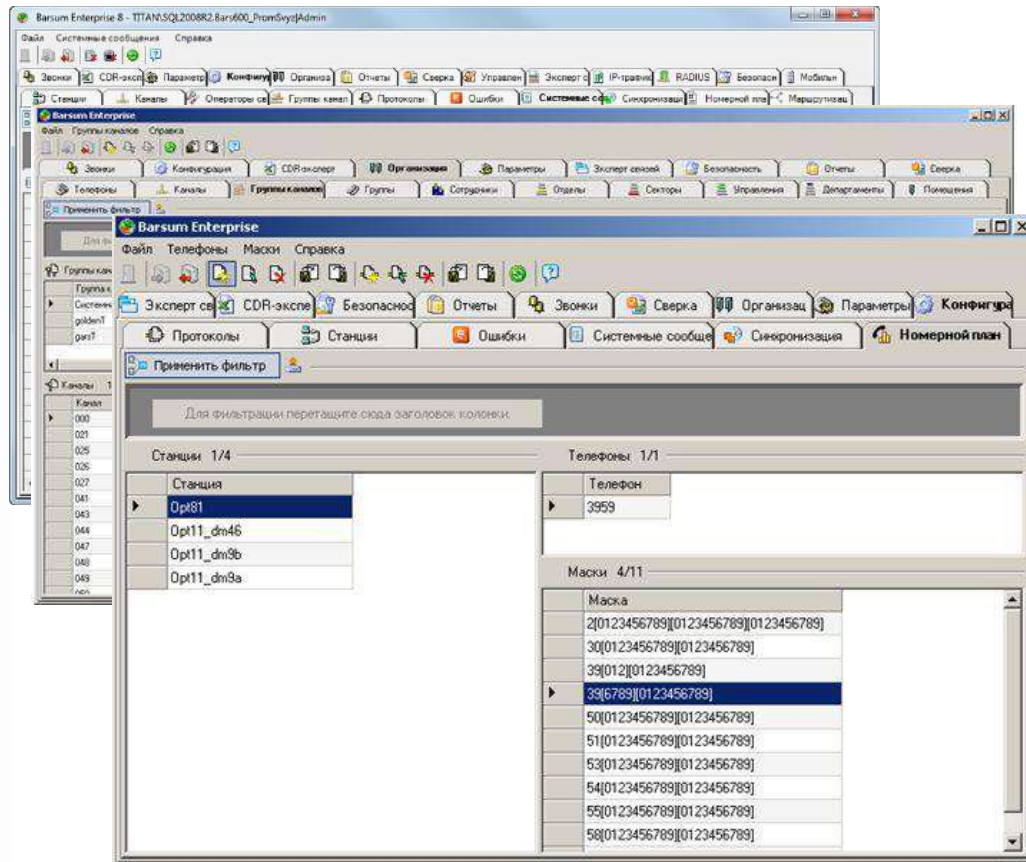 Barsum Enterprise 8 - TITAN\SQL2008R2.Bars600_PromSvyz|Admin
Файл Системные сообщения Справка
Звонки CDR-эксп Параметр Конфигур Организа Отчеты Сверка Управлен Эксперт с IP-трафик RADIUS Безопасн Мобильн
Станции Каналы Операторы св Группы канал Протоколы Ошибки Системные со Синхронизаци Номерной пла Маршрутизац
Barsum Enterprise
Файл Группы каналов Справка
Звонки Конфигурация CDR-эксперт Организация Параметры Эксперт связей Безопасность Отчеты Сверка
Телефоны Каналы Группы каналов Группы Сотрудники Отделы Секторы Управления Департаменты Помещения
Применить фильтр
Группы кан
Группа к
Системн
goldenT
garsT
Каналы 1
Канал
000
021
025
026
027
041
043
044
047
048
049
Barsum Enterprise
Файл Телефоны Маски Справка
Эксперт св CDR-экспе Безопаснос Отчеты Звонки Сверка Организац Параметры Конфигура
Протоколы Станции Ошибки Системные сообще Синхронизация Номерной план
Применить фильтр
Для фильтрации перетащите сюда заголовок колонки.
Станции 1/4
Станция
Opt81
Opt11_dm46
Opt11_dm9b
Opt11_dm9a
Телефоны 1/1
Телефон
3959
Маски 4/11
Маска
2[0123456789][0123456789][0123456789]
30[0123456789][0123456789]
39[012][0123456789]
39[6789][0123456789]
50[0123456789][0123456789]
51[0123456789][0123456789]
53[0123456789][0123456789]
54[0123456789][0123456789]
55[0123456789][0123456789]
58[0123456789][0123456789]